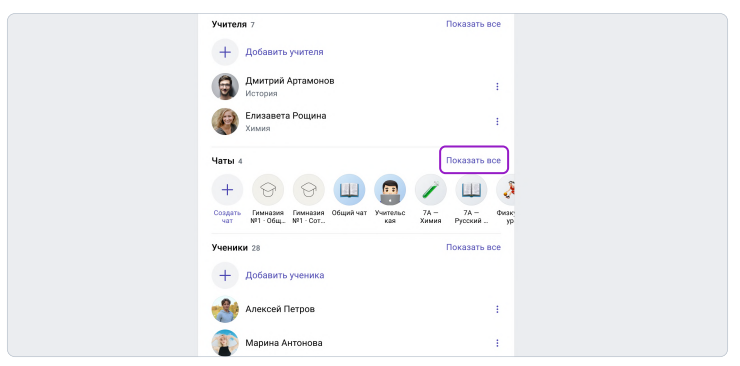 Учителя 7
Показать все
Добавить учителя
Дмитрий Артамонов
История
Елизавета Рощина
Химия
Чаты 4
Показать все
Создать чат
Гимназия №1 - Общ...
Гимназия №1 - Сот...
Общий чат
Учительс кая
7А — Химия
7А — Русский ...
Физку ур
Ученики 28
Показать все
Добавить ученика
Алексей Петров
Марина Антонова